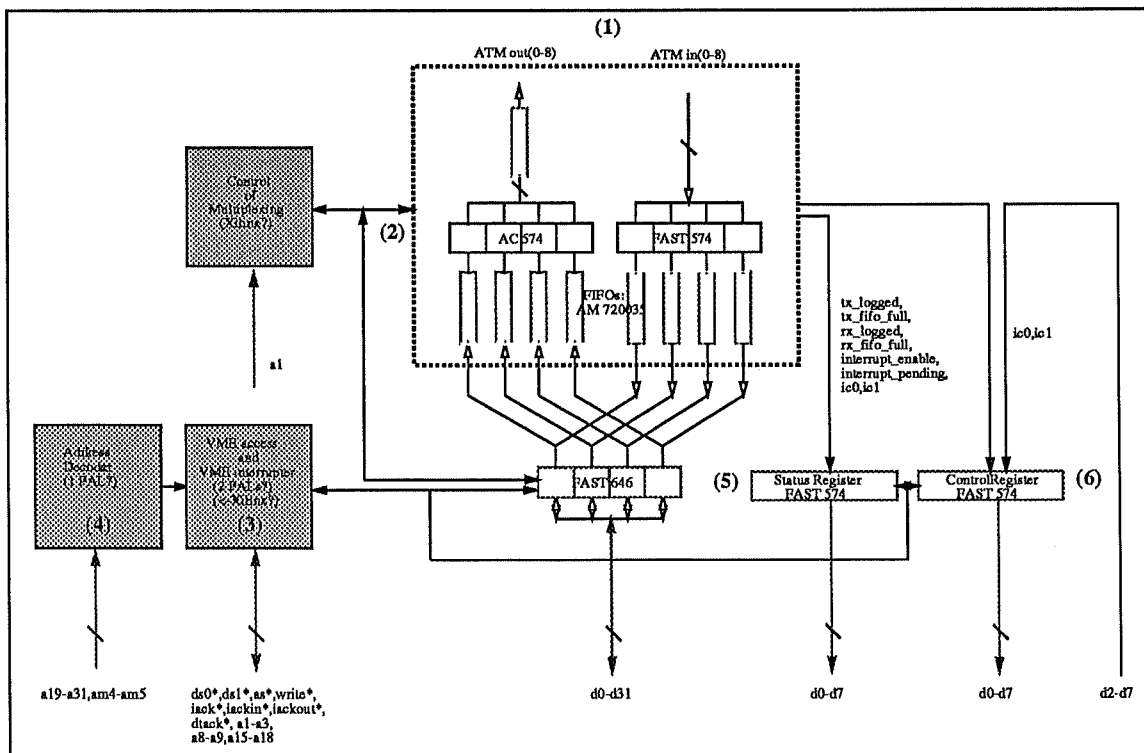 (1)
ATM out(0-8)
ATM in(0-8)
Control
of
Multiplexing
(Xilinx?)
(2)
AC 574
FAST 574
FIFOs:
AM 720035
a1
tx_logged,
tx_fifo_full,
rx_logged,
rx_fifo_full,
interrupt_enable,
interrupt_pending,
ic0,ic1
ic0,ic1
Address
Decoder
(1 PAL?)
(4)
VME access
and
VME interrupter
(2 PALs?)
(<-Xilinx?)
(3)
FAST 646
(5)
Status Register
FAST 574
ControlRegister
FAST 574
(6)
a19-a31,am4-am5
ds0*,ds1*,as*,write*,
iack*,iackin*,iackout*,
dtack*, a1-a3,
a8-a9,a15-a18
d0-d31
d0-d7
d0-d7
d2-d7